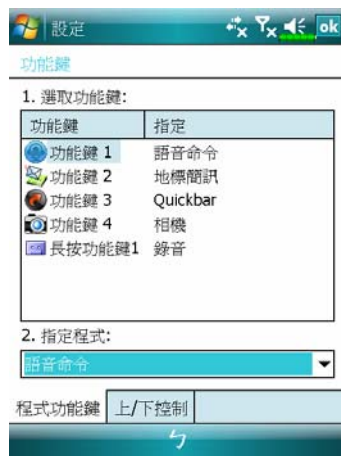 設定 ok
功能鍵
1. 選取功能鍵:
功能鍵 指定
功能鍵 1 語音命令
功能鍵 2 地標簡訊
功能鍵 3 Quickbar
功能鍵 4 相機
長按功能鍵1 錄音
2. 指定程式:
語音命令
程式功能鍵 上/下控制
ㄅ